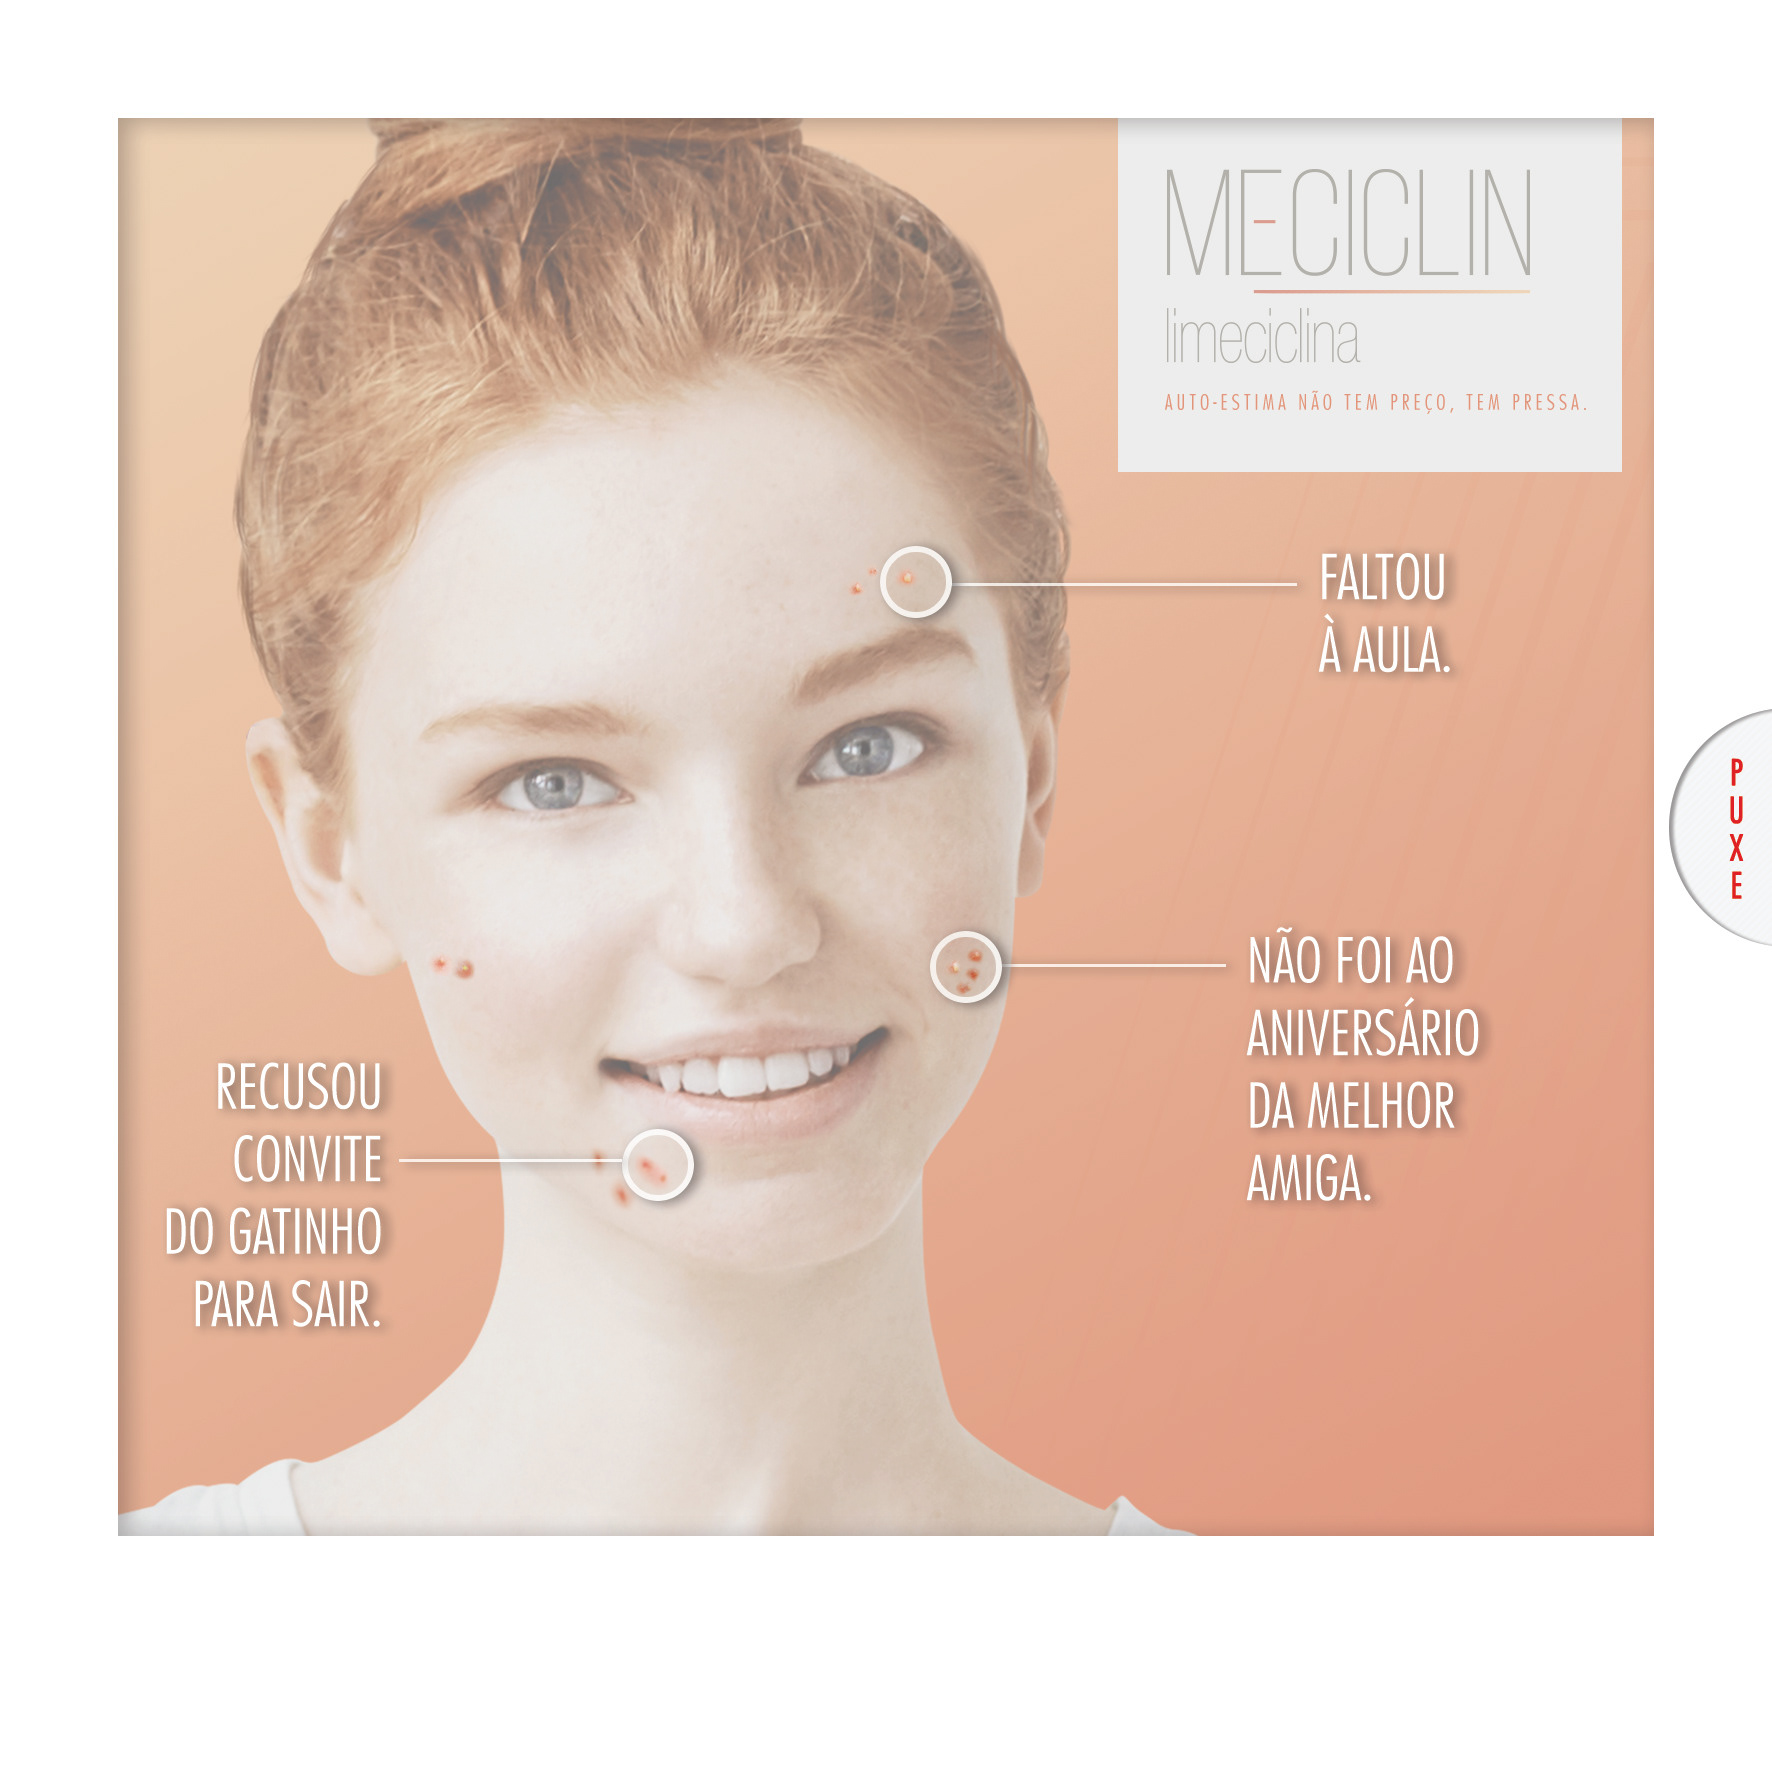 MECICLIN
limeciclina
AUTO-ESTIMA NÃO TEM PREÇO, TEM PRESSA.
FALTOU
À AULA.
PUXE
NÃO FOI AO
ANIVERSÁRIO
DA MELHOR
AMIGA.
RECUSOU
CONVITE
DO GATINHO
PARA SAIR.